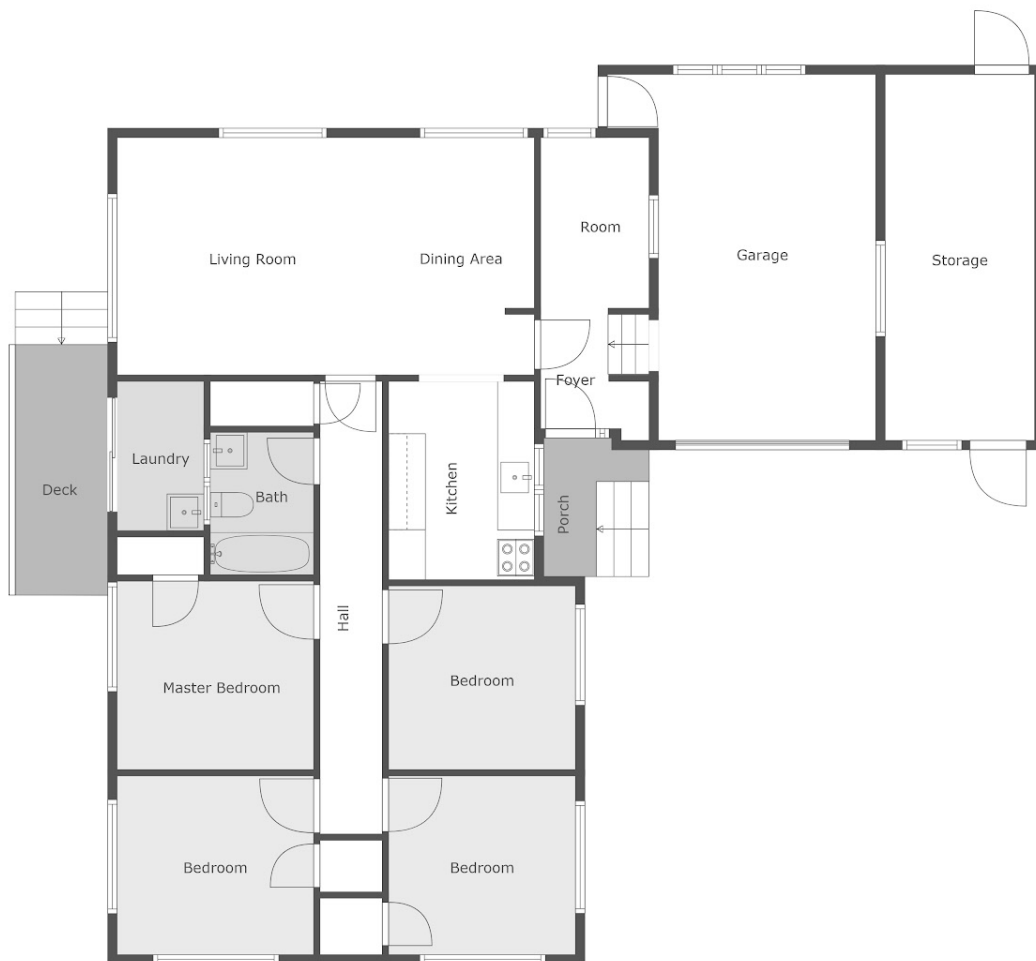 Room
Garage
Living Room
Dining Area
Storage
Foyer
Laundry
Deck
Bath
Kitchen
Porch
Hall
Master Bedroom
Bedroom
Bedroom
Bedroom